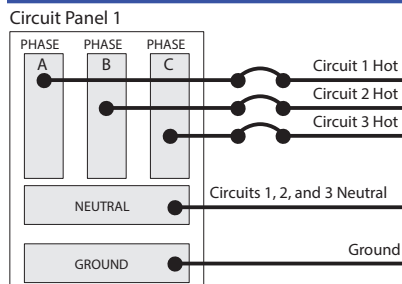 Circuit Panel 1
PHASE PHASE PHASE
A B C
Circuit 1 Hot
Circuit 2 Hot
Circuit 3 Hot
NEUTRAL
Circuits 1, 2, and 3 Neutral
GROUND
Ground